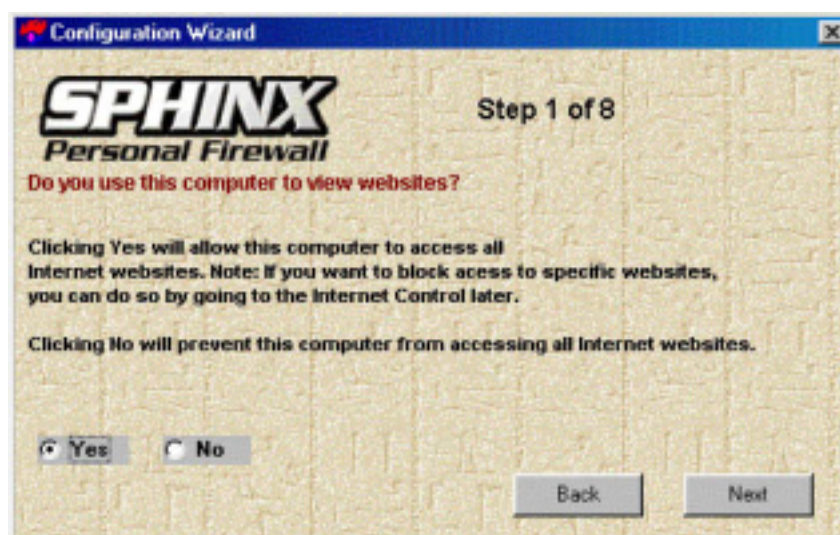 Configuration Wizard
SPHINX
Personal Firewall
Step 1 of 8
Do you use this computer to view websites?
Clicking Yes will allow this computer to access all
Internet websites. Note: If you want to block acess to specific websites,
you can do so by going to the Internet Control later.
Clicking No will prevent this computer from accessing all Internet websites.
Yes No
Back Next